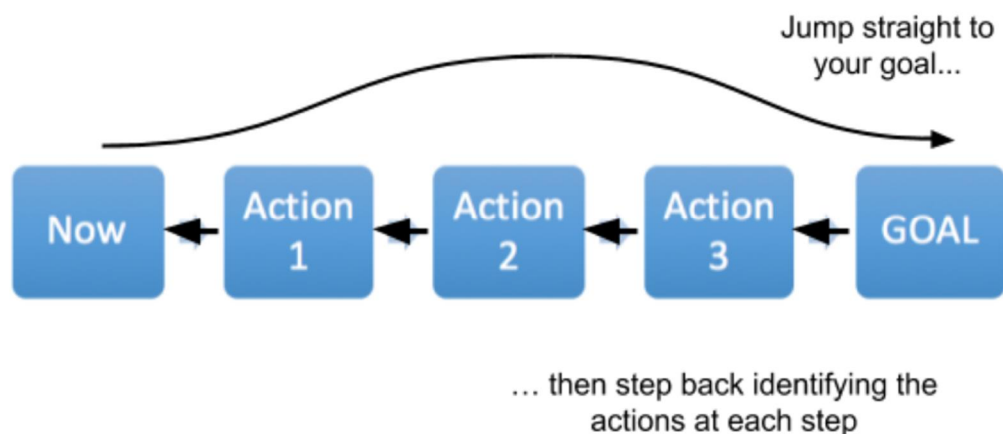 Jump straight to
your goal...
Now
Action
1
Action
2
Action
3
GOAL
… then step back identifying the
actions at each step